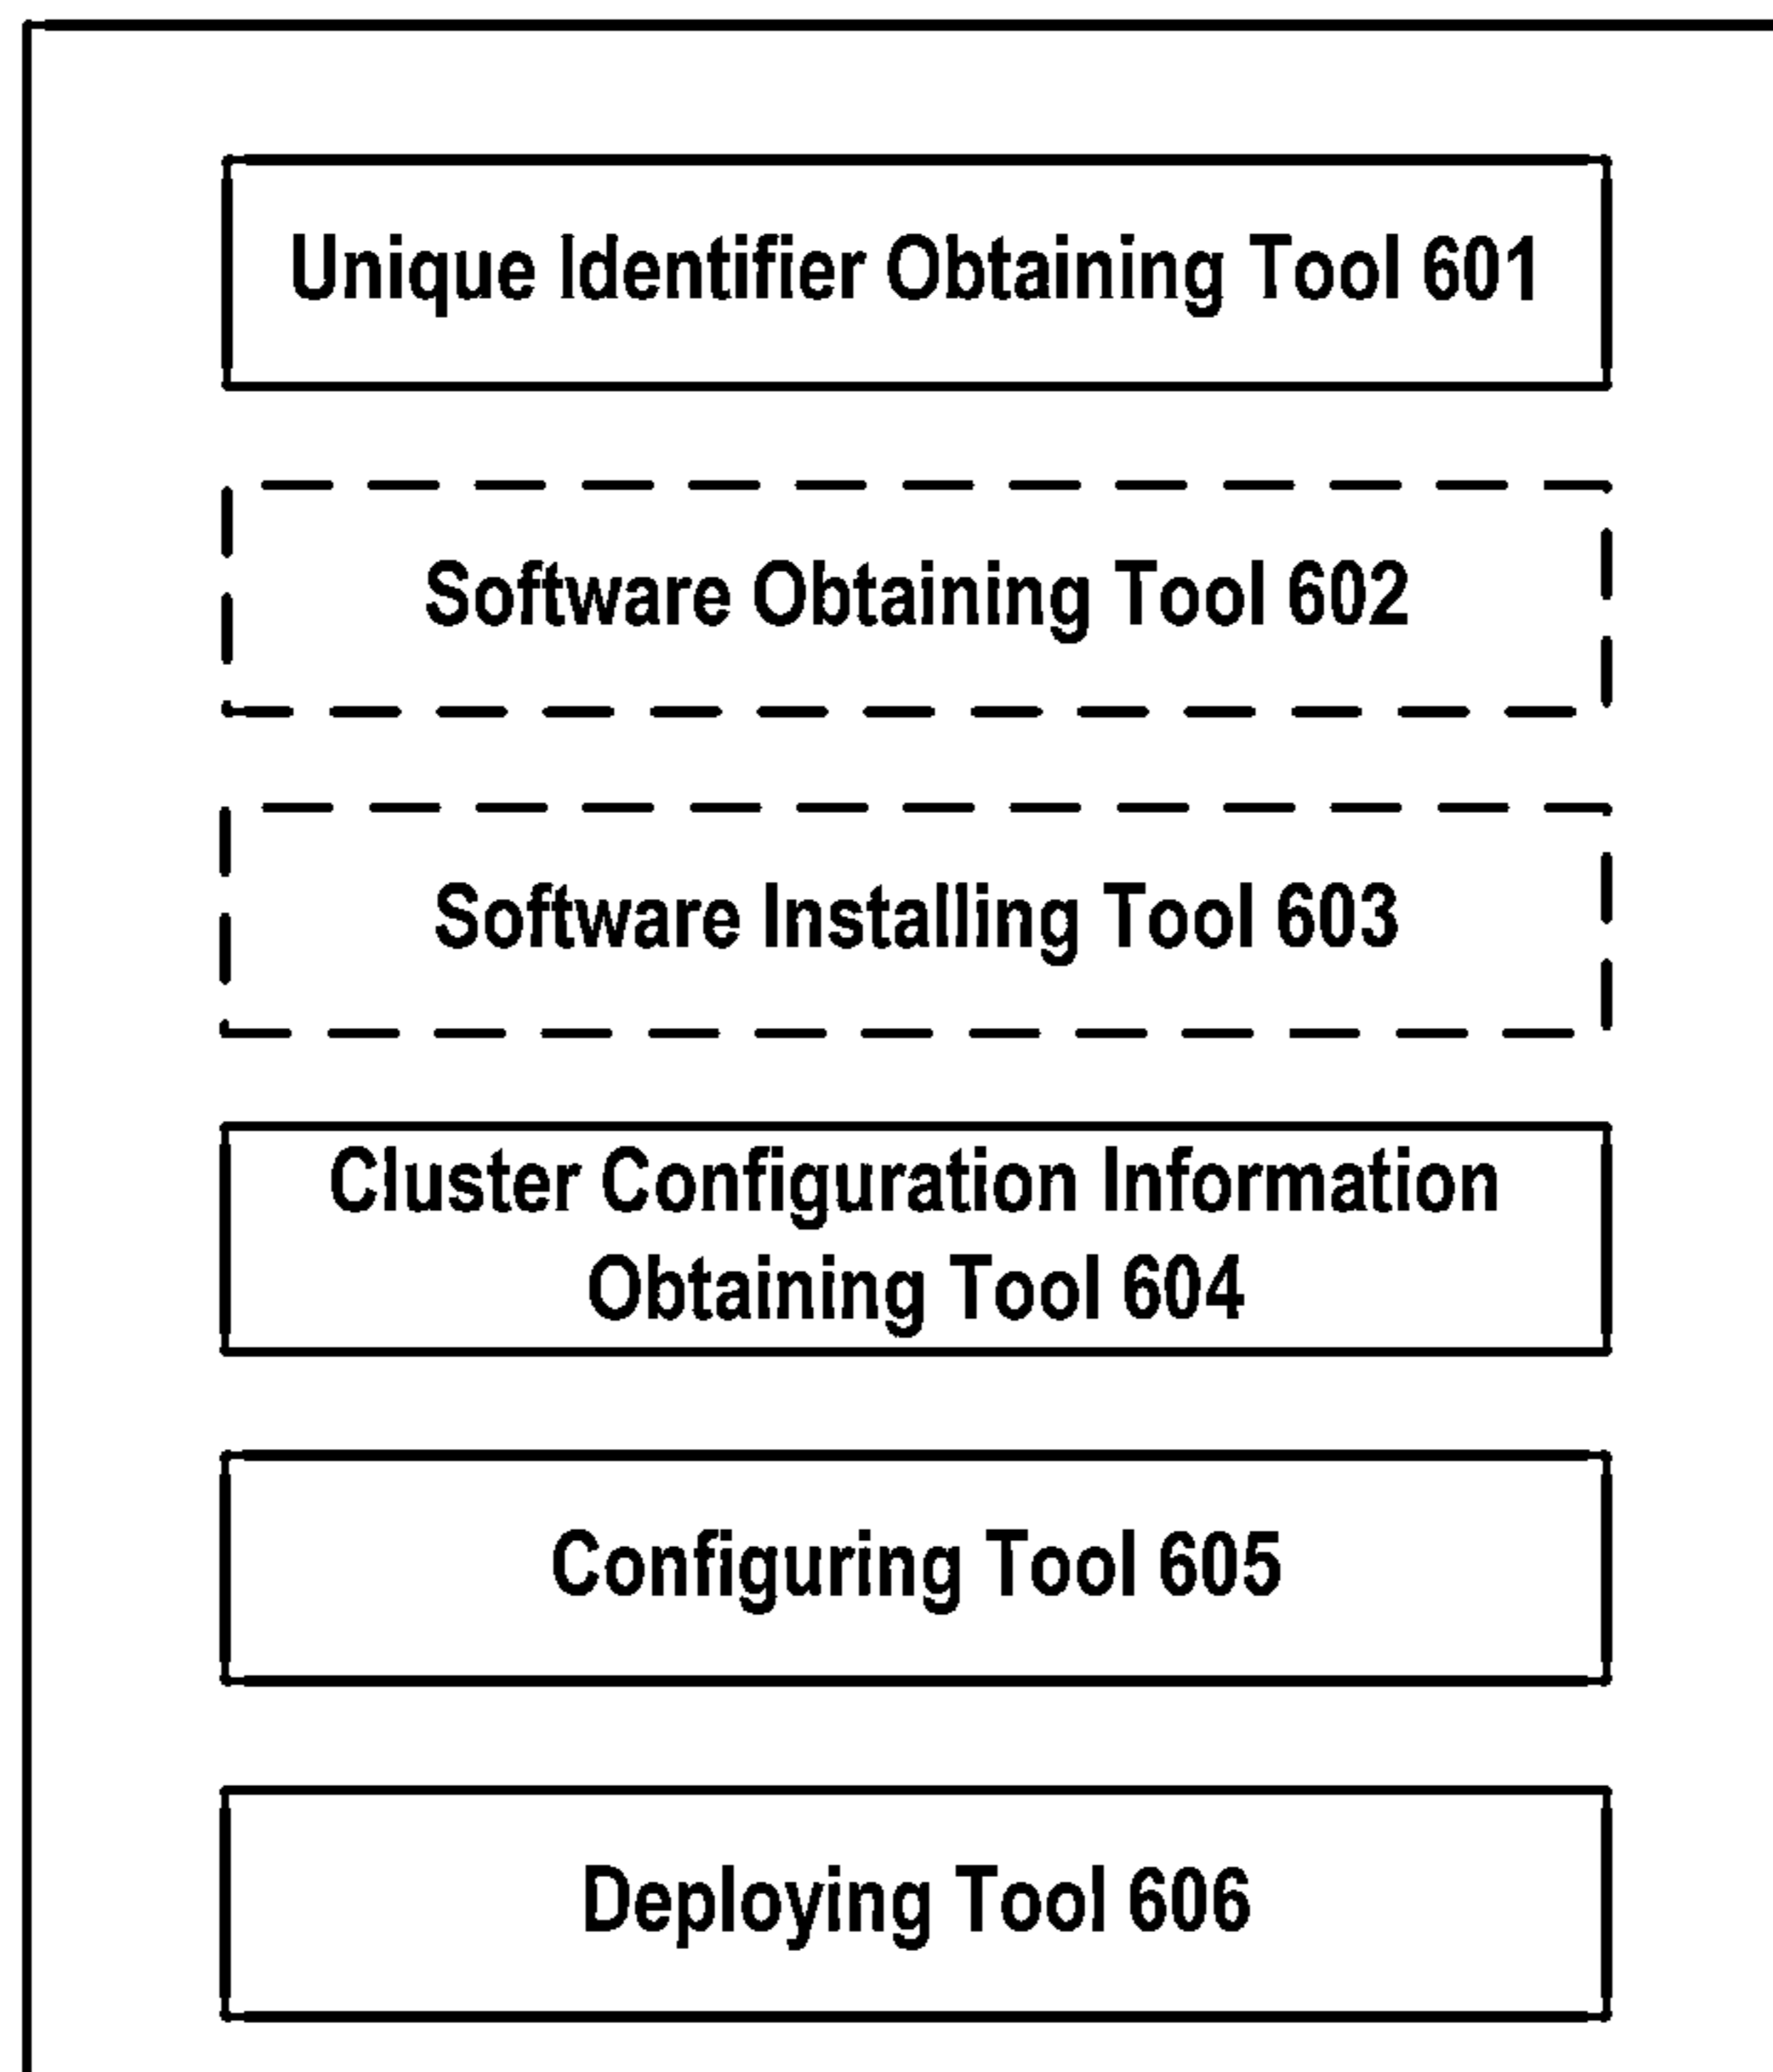 Unique Identifier Obtaining Tool 601
Software Obtaining Tool 602
Software Installing Tool 603
Cluster Configuration Information
Obtaining Tool 604
Configuring Tool 605
Deploying Tool 606